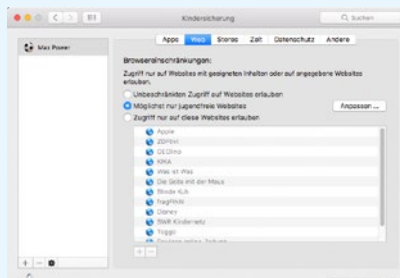 Kindersicherung
Suchen
Max Power
Apps Web Stores Zeit Datenschutz Andere
Browsereinschränkungen:
Zugriff nur auf Websites mit geeigneten Inhalten oder auf angegebene Websites
erlauben.
Unbeschränkten Zugriff auf Websites erlauben
Möglichst nur jugendfreie Websites
Anpassen ...
Zugriff nur auf diese Websites erlauben
Apple
ZDFtivi
GEOlino
KiKA
Was ist Was
Die Seite mit der Maus
Blinde Kuh
fragFINN
Disney
SWR Kindernetz
Toggo